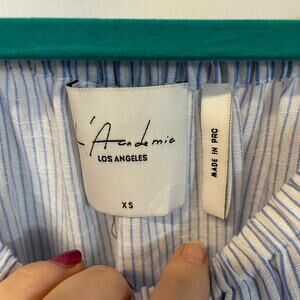 L'Academie
LOS ANGELES
XS
MADE IN PRC